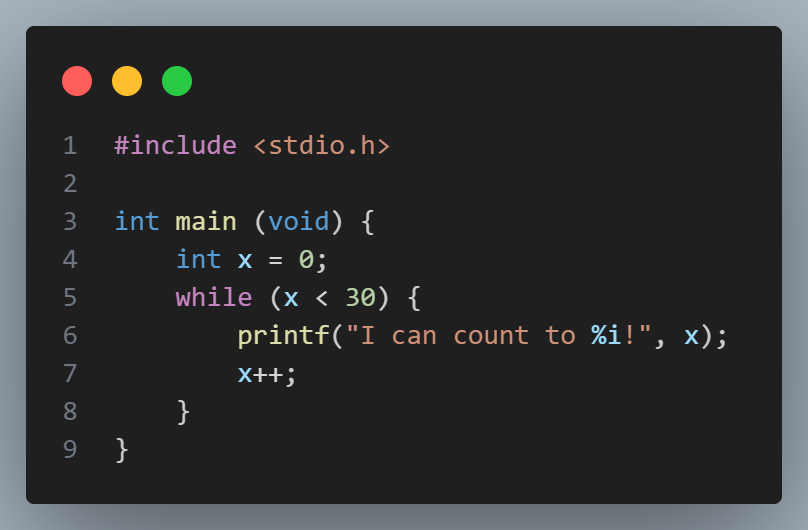 1 #include <stdio.h>
2
3 int main (void) {
4     int x = 0;
5     while (x < 30) {
6         printf("I can count to %i!", x);
7         x++;
8     }
9 }